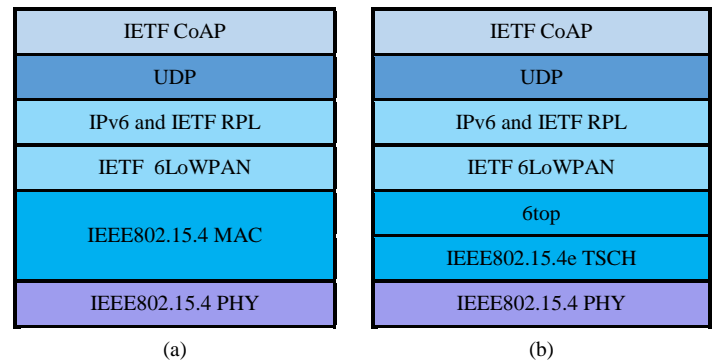 IETF CoAP
UDP
IPv6 and IETF RPL
IETF 6LoWPAN
IEEE802.15.4 MAC
IEEE802.15.4 PHY
(a)
IETF CoAP
UDP
IPv6 and IETF RPL
IETF 6LoWPAN
6top
IEEE802.15.4e TSCH
IEEE802.15.4 PHY
(b)